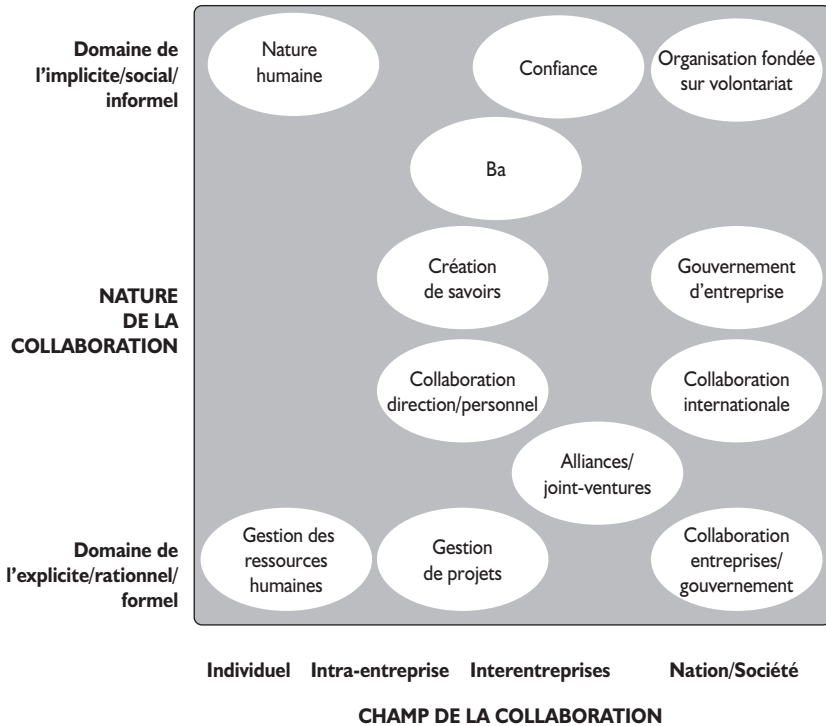 Domaine de
l'implicite/social/
informel
Nature
humaine
Confiance
Organisation fondée
sur volontariat
Ba
Création
de savoirs
Gouvernement
d'entreprise
NATURE
DE LA
COLLABORATION
Collaboration
direction/personnel
Collaboration
internationale
Alliances/
joint-ventures
Domaine de
l'explicite/rationnel/
formel
Gestion des
ressources
humaines
Gestion
de projets
Collaboration
entreprises/
gouvernement
Individuel Intra-entreprise Interentreprises Nation/Société
CHAMP DE LA COLLABORATION